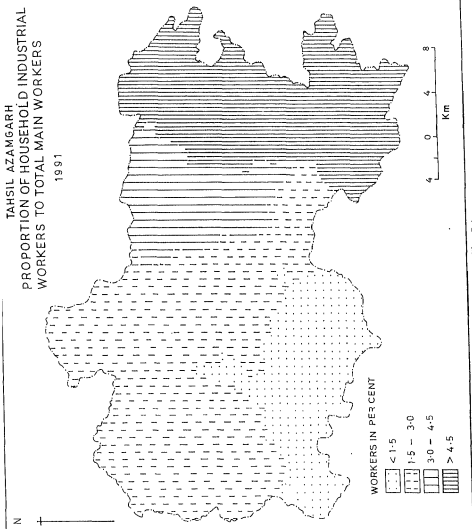 TAHSIL AZAMGARH
PROPORTION OF HOUSEHOLD INDUSTRIAL
WORKERS TO TOTAL MAIN WORKERS
1991
N
WORKERS IN PER CENT
< 1·5
1·5 – 3·0
3·0 – 4·5
> 4·5
4 0 4 8
Km